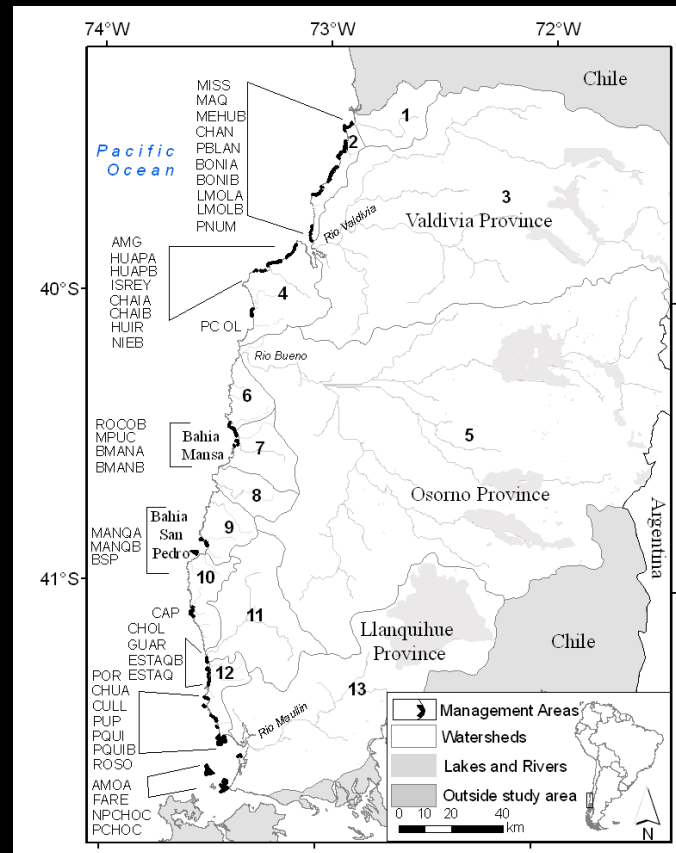 74°W
73°W
72°W
Chile
MISS
MAQ
MEHUB
CHAN
PBLAN
BONIA
BONIB
LMOLA
LMOLB
PNUM
1
2
Pacific
Ocean
3
Valdivia Province
Rio Valdivia
AMG
HUAPA
HUAPB
ISREY
CHAIA
CHAIB
HUIR
NIEB
40°S
4
PC OL
Rio Bueno
6
ROCOB
MPUC
BMANA
BMANB
Bahia
Mansa
7
5
8
Osorno Province
Argentina
MANQA
MANQB
BSP
Bahia
San
Pedro
9
41°S
10
CAP
11
Llanquihue
Province
Chile
CHOL
GUAR
ESTAQB
ESTAQ
12
POR
CHUA
CULL
PUP
PQUI
PQUIB
ROSO
13
Rio Maullin
AMOA
FARE
NPCHOC
PCHOC
Management Areas
Watersheds
Lakes and Rivers
Outside study area
0 10 20 40
km
N